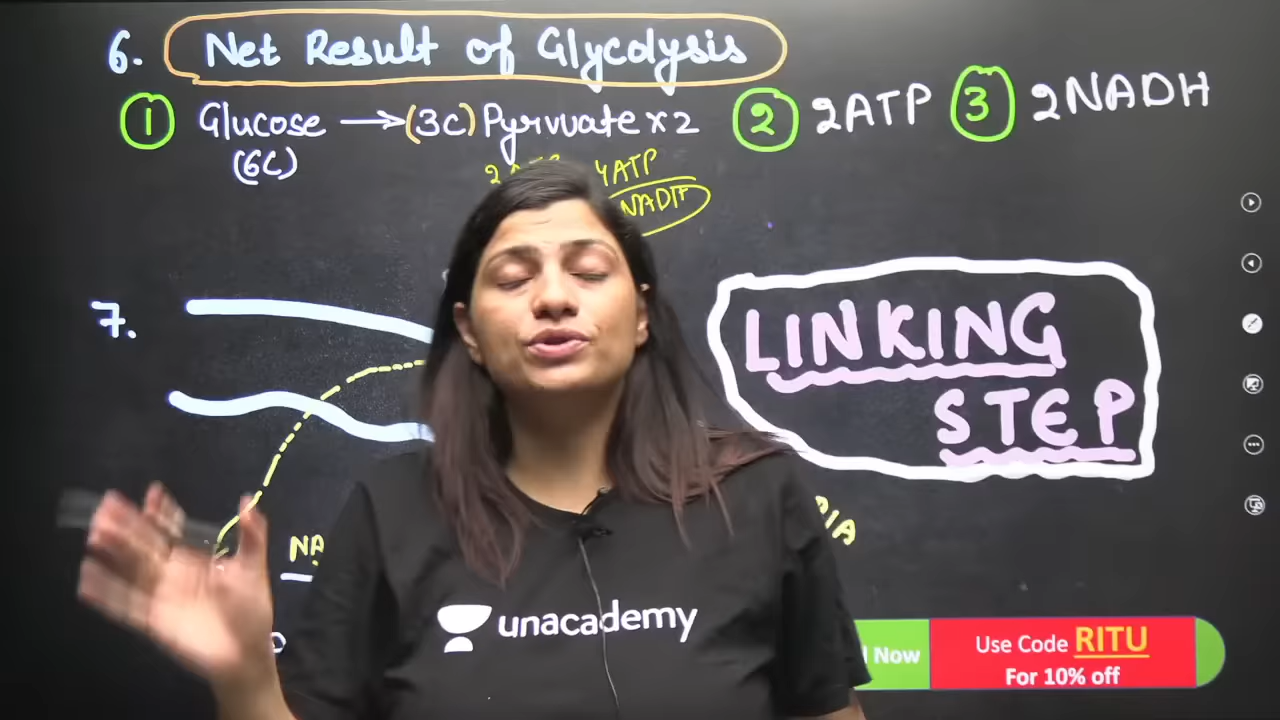 6. Net Result of Glycolysis
1 Glucose → (3C) Pyruvate x 2 2 2ATP 3 2NADH
(6C)
4ATP
NADH
7.
LINKING
STEP
unacademy
Now
Use Code RITU
For 10% off